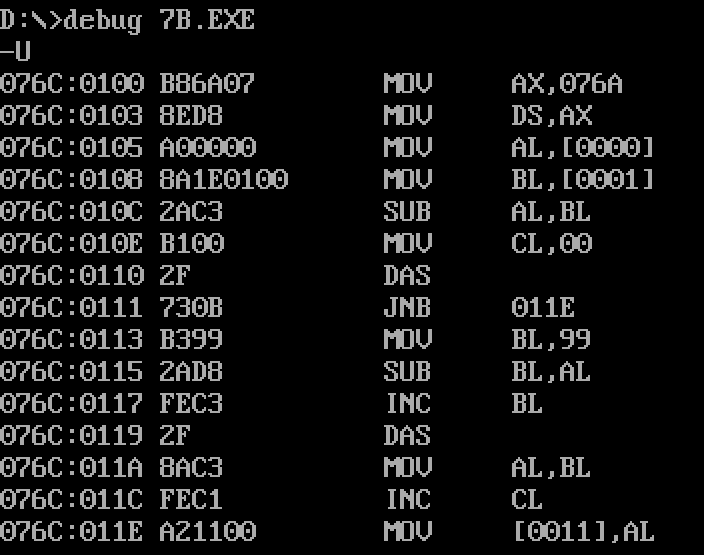 D:\>debug 7B.EXE
-U
076C:0100 B86A07 MOV AX,076A
076C:0103 8ED8 MOV DS,AX
076C:0105 A00000 MOV AL,[0000]
076C:0108 8A1E0100 MOV BL,[0001]
076C:010C 2AC3 SUB AL,BL
076C:010E B100 MOV CL,00
076C:0110 2F DAS
076C:0111 730B JNB 011E
076C:0113 B399 MOV BL,99
076C:0115 2AD8 SUB BL,AL
076C:0117 FEC3 INC BL
076C:0119 2F DAS
076C:011A 8AC3 MOV AL,BL
076C:011C FEC1 INC CL
076C:011E A21100 MOV [0011],AL